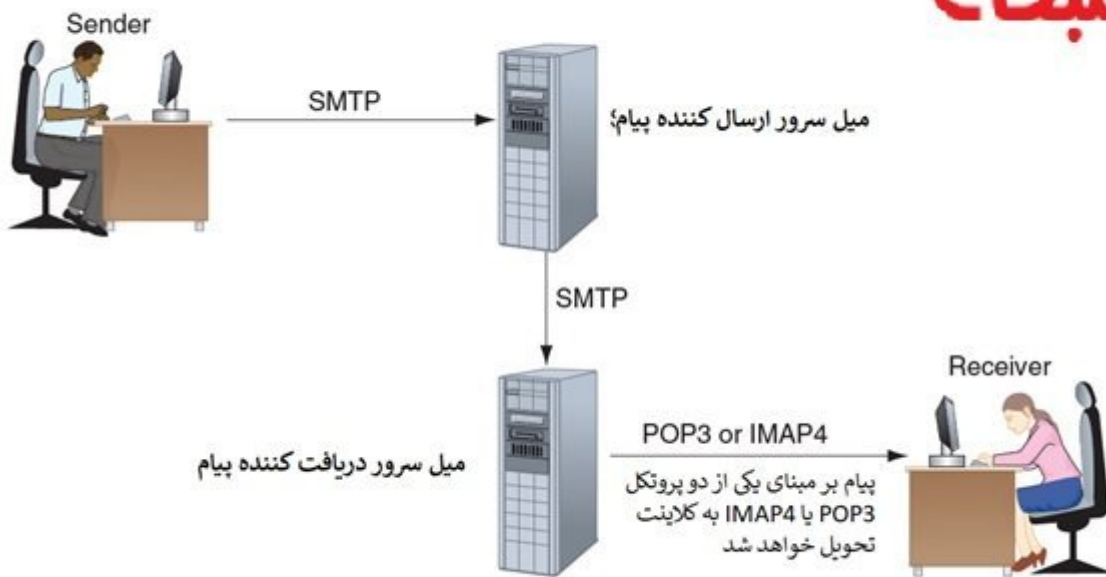 Sender
SMTP
میل سرور ارسال کننده پیام
SMTP
Receiver
POP3 or IMAP4
میل سرور دریافت کننده پیام
پیام بر مبنای یکی از دو پروتکل
POP3 یا IMAP4 به کلاینت
تحویل خواهد شد